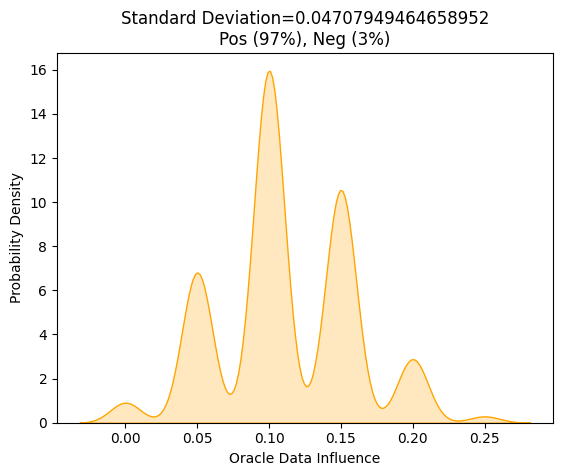 Standard Deviation=0.04707949464658952
Pos (97%), Neg (3%)
16
14
12
10
8
6
4
2
0
Probability Density
0.00 0.05 0.10 0.15 0.20 0.25
Oracle Data Influence